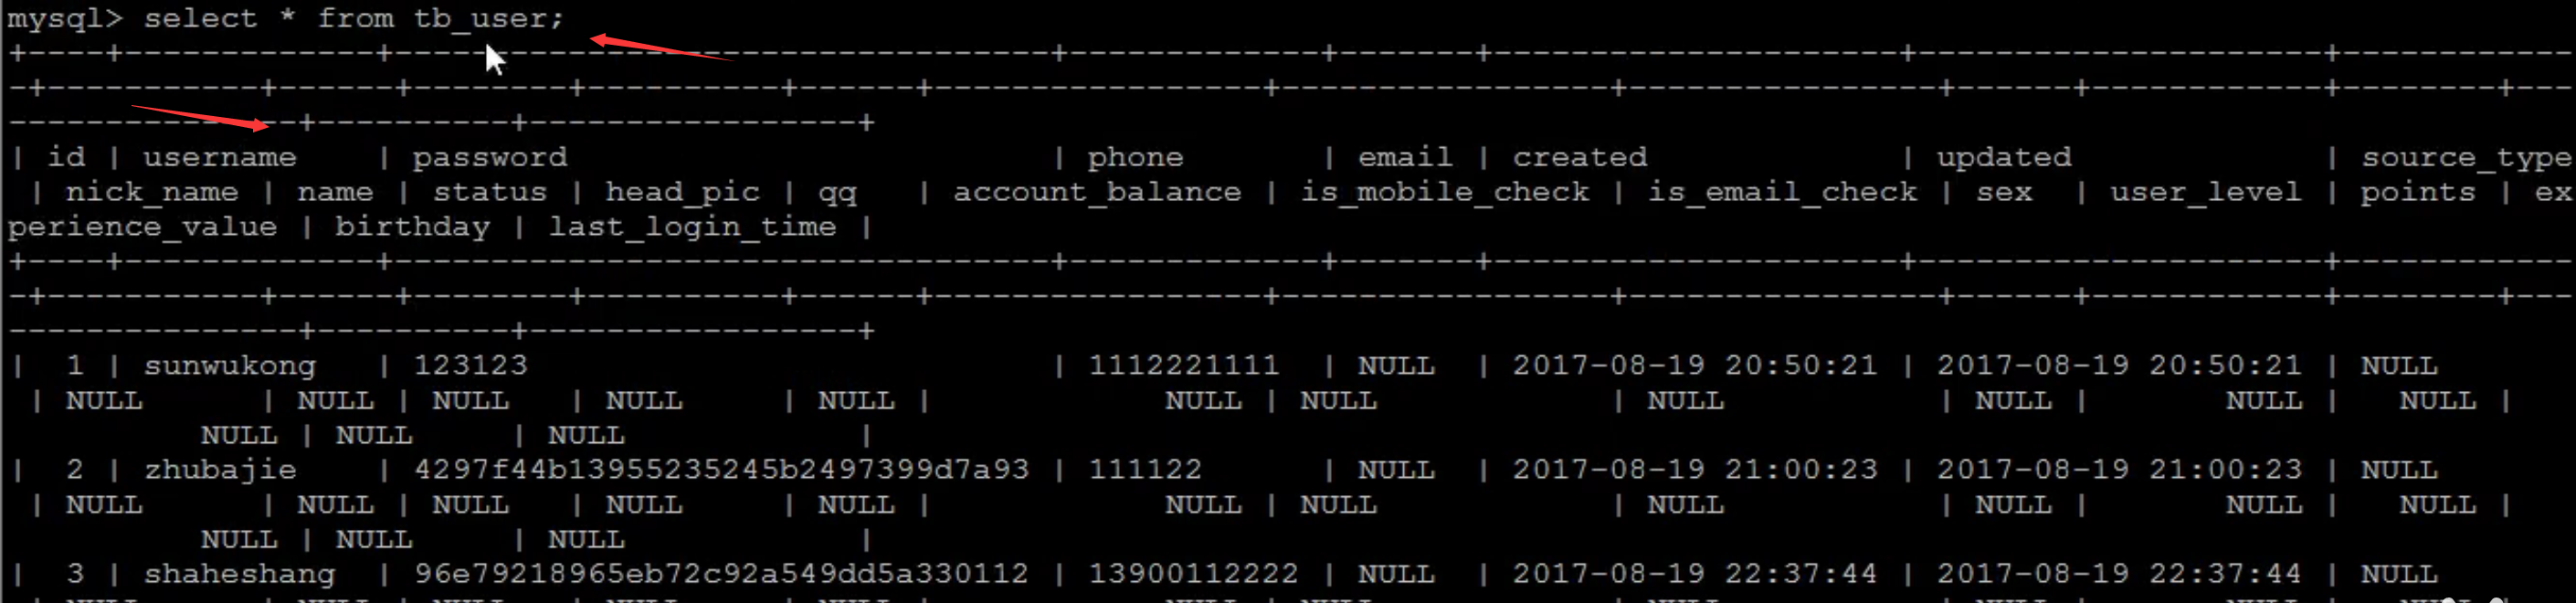 mysql> select * from tb_user;
+----+-------------+----------------------------------+-------------+-------+---------------------+---------------------+------------
-+-----------+------+--------+----------+------+-----------------+-----------------+----------------+------+------------+--------+---
---------------+----------+-----------------+
| id | username    | password                         | phone       | email | created             | updated             | source_type
 | nick_name | name | status | head_pic | qq   | account_balance | is_mobile_check | is_email_check | sex  | user_level | points | ex
perience_value | birthday | last_login_time |
+----+-------------+----------------------------------+-------------+-------+---------------------+---------------------+------------
-+-----------+------+--------+----------+------+-----------------+-----------------+----------------+------+------------+--------+---
---------------+----------+-----------------+
|  1 | sunwukong   | 123123                           | 1112221111  | NULL  | 2017-08-19 20:50:21 | 2017-08-19 20:50:21 | NULL
 | NULL      | NULL | NULL   | NULL     | NULL |            NULL | NULL            | NULL           | NULL |       NULL |   NULL |
          NULL | NULL     | NULL            |
|  2 | zhubajie    | 4297f44b13955235245b2497399d7a93 | 111122      | NULL  | 2017-08-19 21:00:23 | 2017-08-19 21:00:23 | NULL
 | NULL      | NULL | NULL   | NULL     | NULL |            NULL | NULL            | NULL           | NULL |       NULL |   NULL |
          NULL | NULL     | NULL            |
|  3 | shaheshang  | 96e79218965eb72c92a549dd5a330112 | 13900112222 | NULL  | 2017-08-19 22:37:44 | 2017-08-19 22:37:44 | NULL